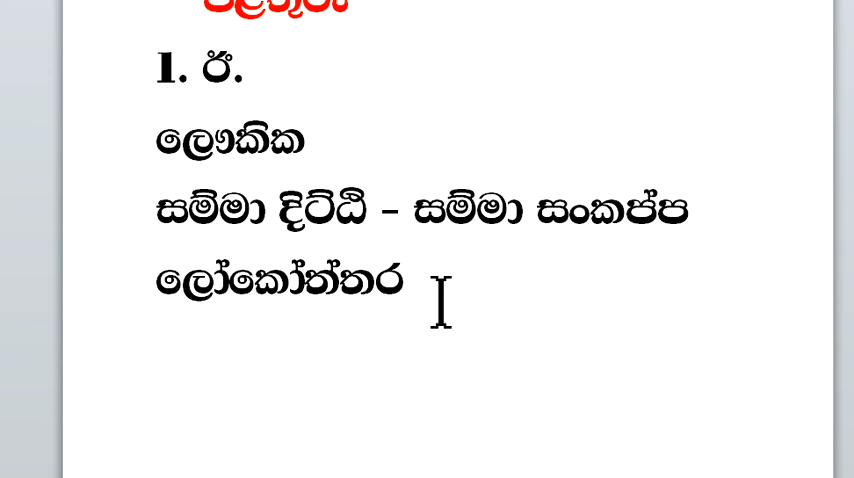 1. ඊ.
ලෞකික
සම්මා දිට්ඨි – සම්මා සංකප්ප
ලෝකෝත්තර